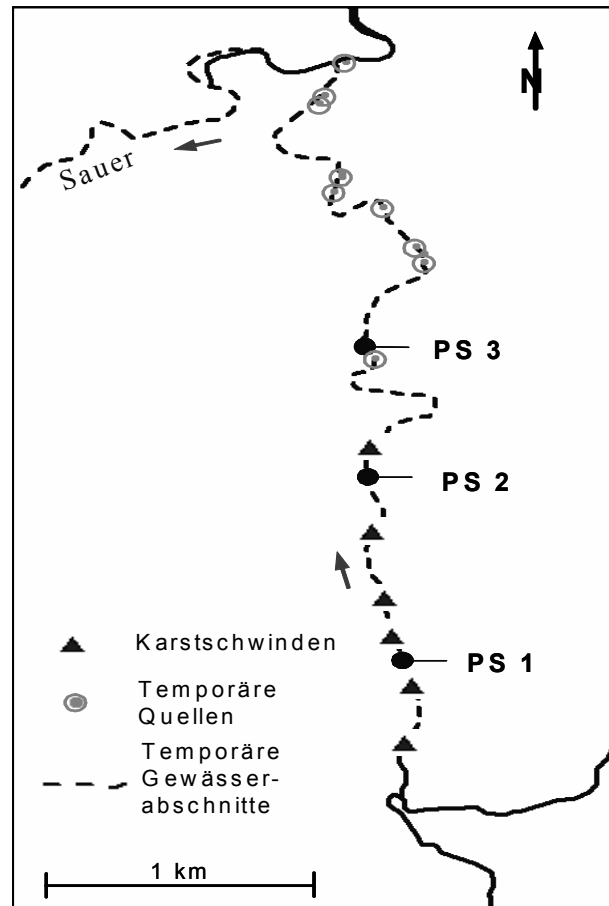 N
Sauer
PS 3
PS 2
PS 1
Karstschwinden
Temporäre
Quellen
Temporäre
Gewässer-
abschnitte
1 km